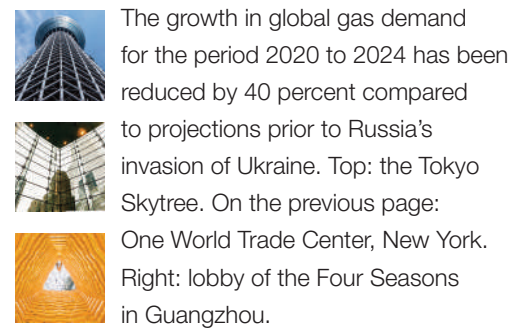 The growth in global gas demand
for the period 2020 to 2024 has been
reduced by 40 percent compared
to projections prior to Russia’s
invasion of Ukraine. Top: the Tokyo
Skytree. On the previous page:
One World Trade Center, New York.
Right: lobby of the Four Seasons
in Guangzhou.